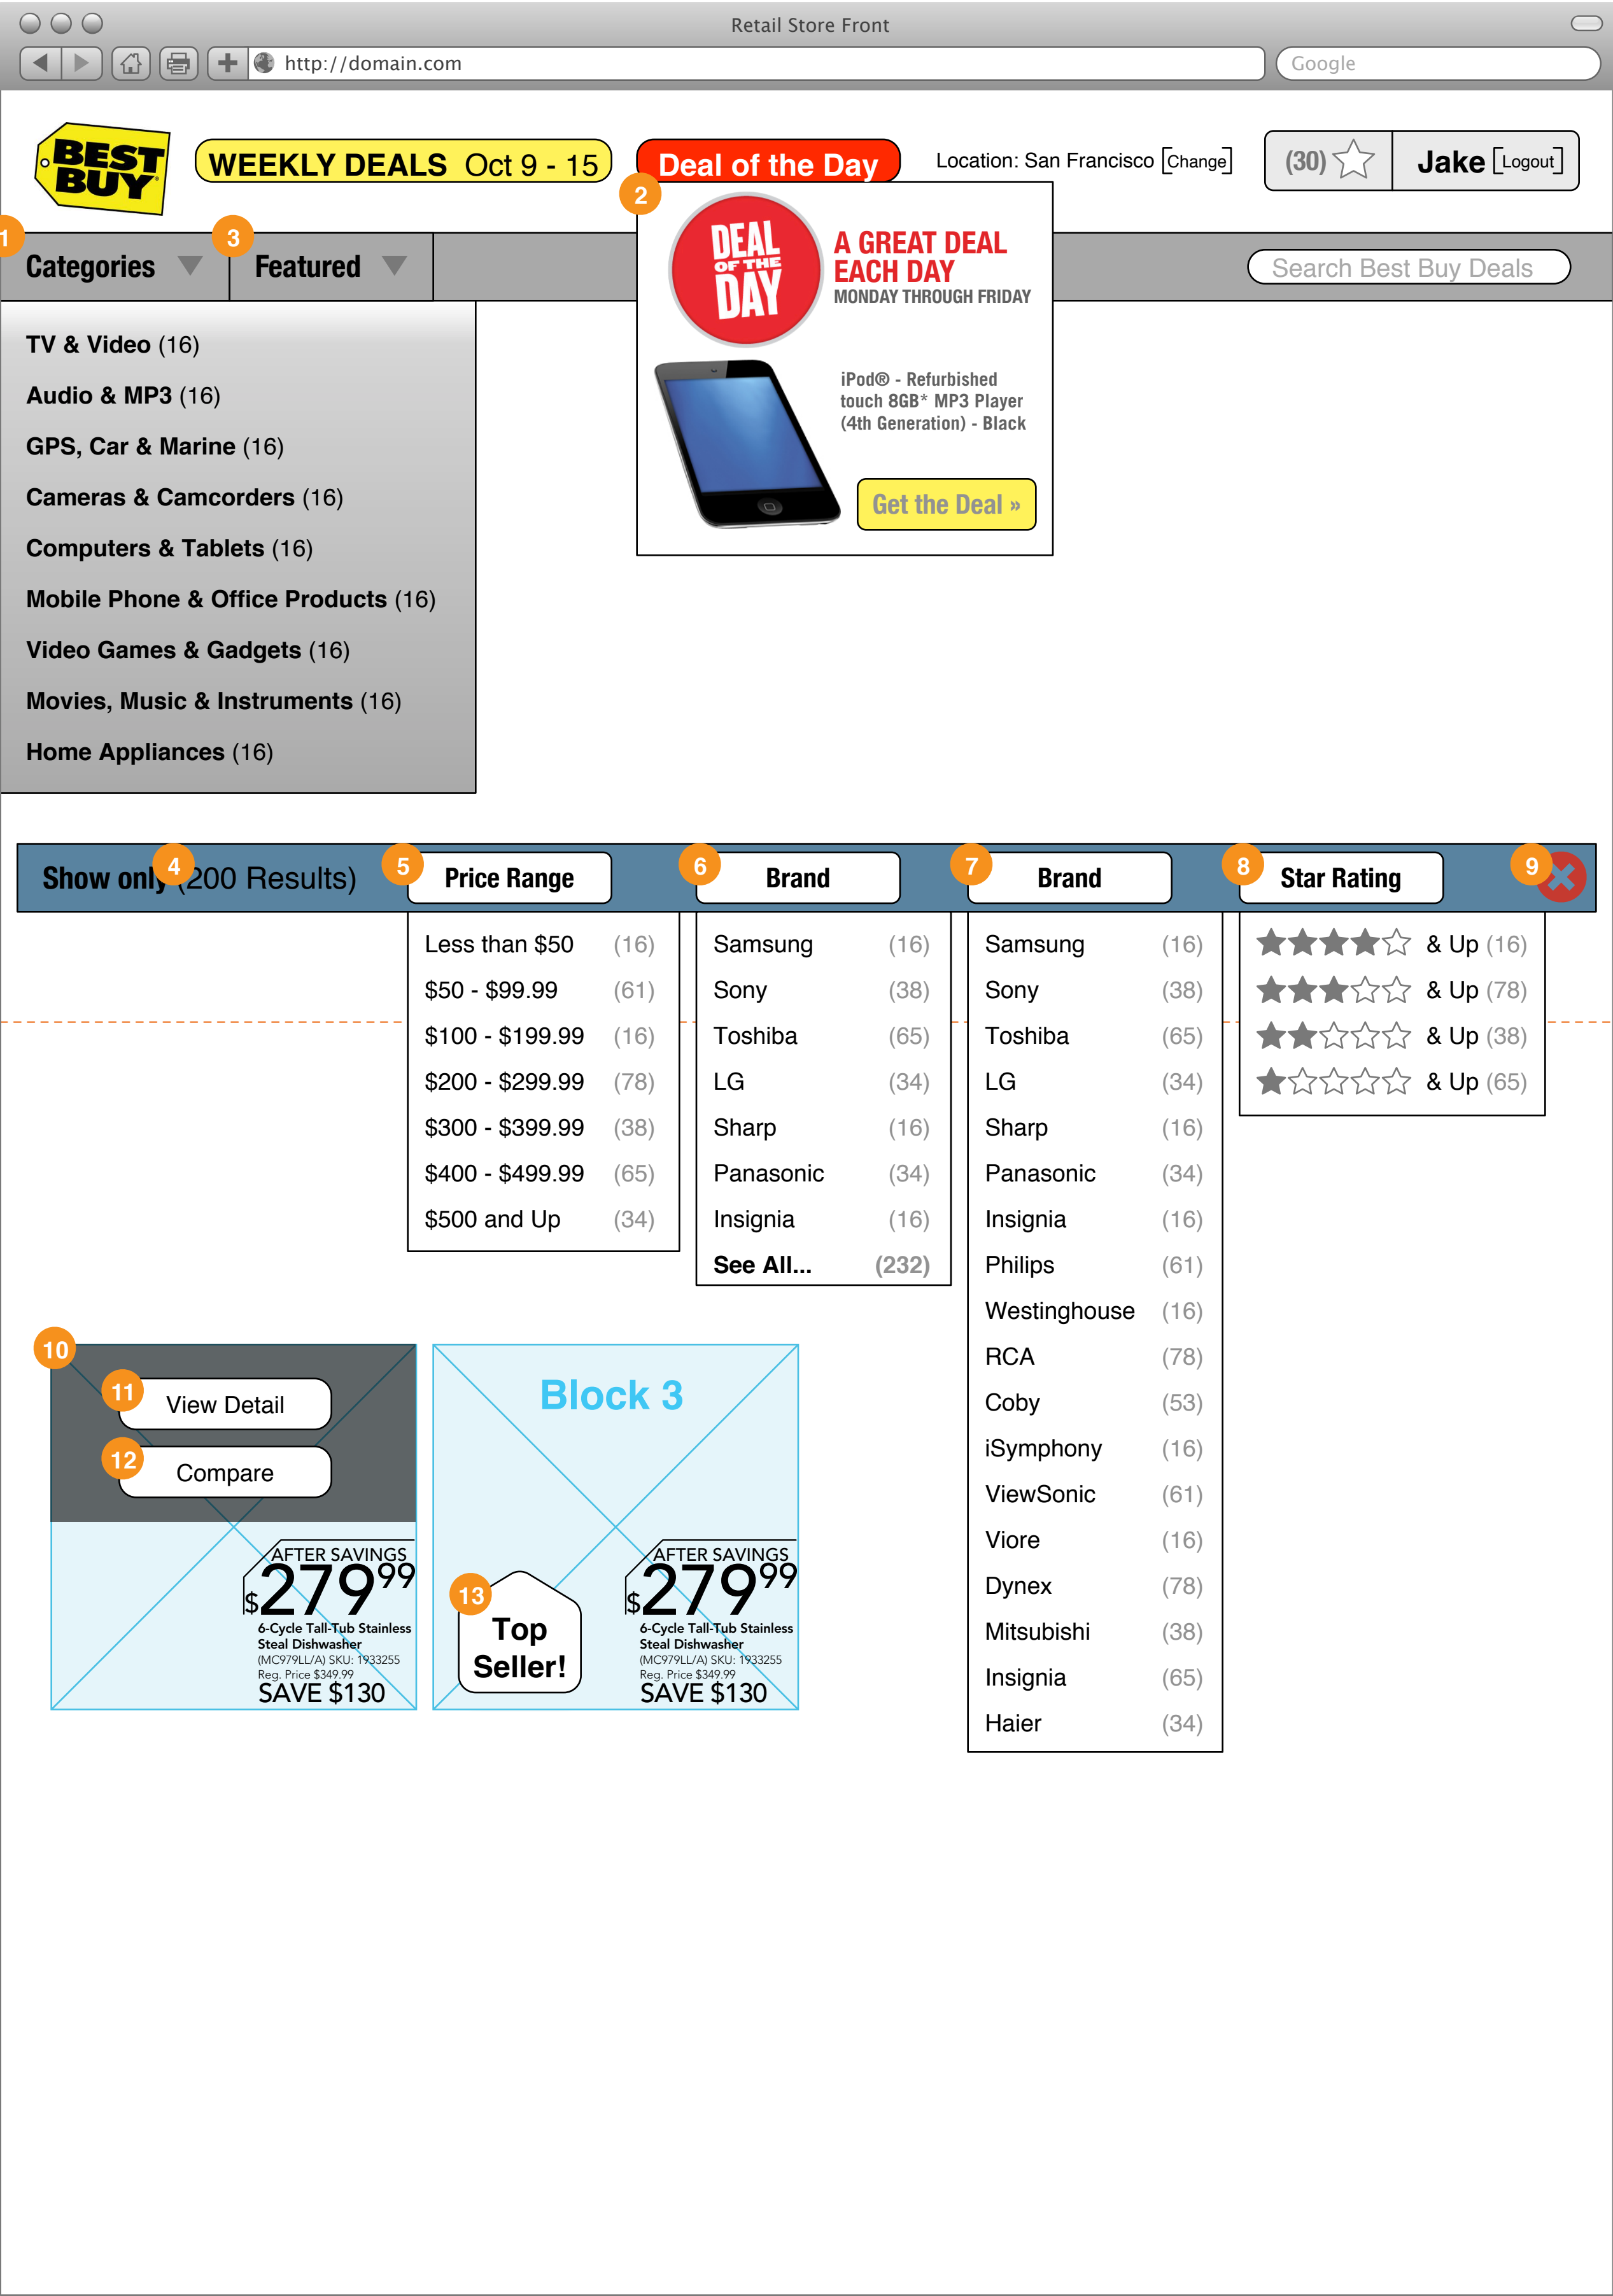 Retail Store Front
http://domain.com
Google
BEST
BUY
WEEKLY DEALS Oct 9 - 15
Deal of the Day
Location: San Francisco [Change]
(30)
Jake [Logout]
1
Categories
3
Featured
Search Best Buy Deals
2
DEAL
OF THE
DAY
A GREAT DEAL
EACH DAY
MONDAY THROUGH FRIDAY
iPod® - Refurbished
touch 8GB* MP3 Player
(4th Generation) - Black
Get the Deal »
TV & Video (16)
Audio & MP3 (16)
GPS, Car & Marine (16)
Cameras & Camcorders (16)
Computers & Tablets (16)
Mobile Phone & Office Products (16)
Video Games & Gadgets (16)
Movies, Music & Instruments (16)
Home Appliances (16)
4
Show only (200 Results)
5
Price Range
Less than $50 (16)
$50 - $99.99 (61)
$100 - $199.99 (16)
$200 - $299.99 (78)
$300 - $399.99 (38)
$400 - $499.99 (65)
$500 and Up (34)
6
Brand
Samsung (16)
Sony (38)
Toshiba (65)
LG (34)
Sharp (16)
Panasonic (34)
Insignia (16)
See All... (232)
7
Brand
Samsung (16)
Sony (38)
Toshiba (65)
LG (34)
Sharp (16)
Panasonic (34)
Insignia (16)
Philips (61)
Westinghouse (16)
RCA (78)
Coby (53)
iSymphony (16)
ViewSonic (61)
Viore (16)
Dynex (78)
Mitsubishi (38)
Insignia (65)
Haier (34)
8
Star Rating
& Up (16)
& Up (78)
& Up (38)
& Up (65)
9
10
11
View Detail
12
Compare
AFTER SAVINGS
$279 99
6-Cycle Tall-Tub Stainless
Steal Dishwasher
(MC979LL/A) SKU: 1933255
Reg. Price $349.99
SAVE $130
Block 3
13
Top
Seller!
AFTER SAVINGS
$279 99
6-Cycle Tall-Tub Stainless
Steal Dishwasher
(MC979LL/A) SKU: 1933255
Reg. Price $349.99
SAVE $130